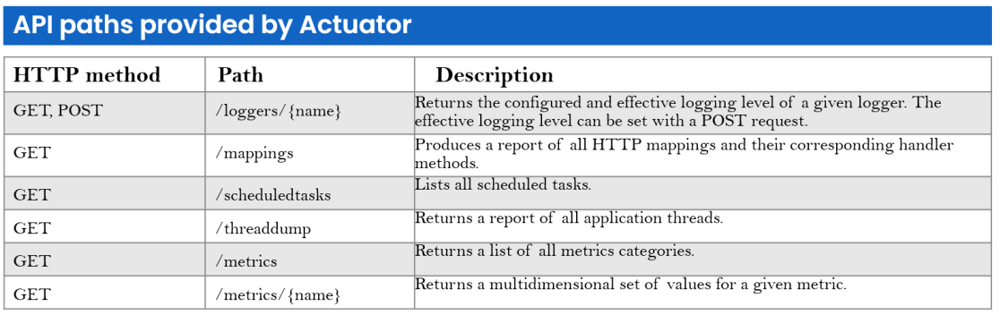 API paths provided by Actuator
HTTP method Path Description
GET, POST /loggers/{name} Returns the configured and effective logging level of a given logger. The
effective logging level can be set with a POST request.
GET /mappings Produces a report of all HTTP mappings and their corresponding handler
methods.
GET /scheduledtasks Lists all scheduled tasks.
GET /threaddump Returns a report of all application threads.
GET /metrics Returns a list of all metrics categories.
GET /metrics/{name} Returns a multidimensional set of values for a given metric.